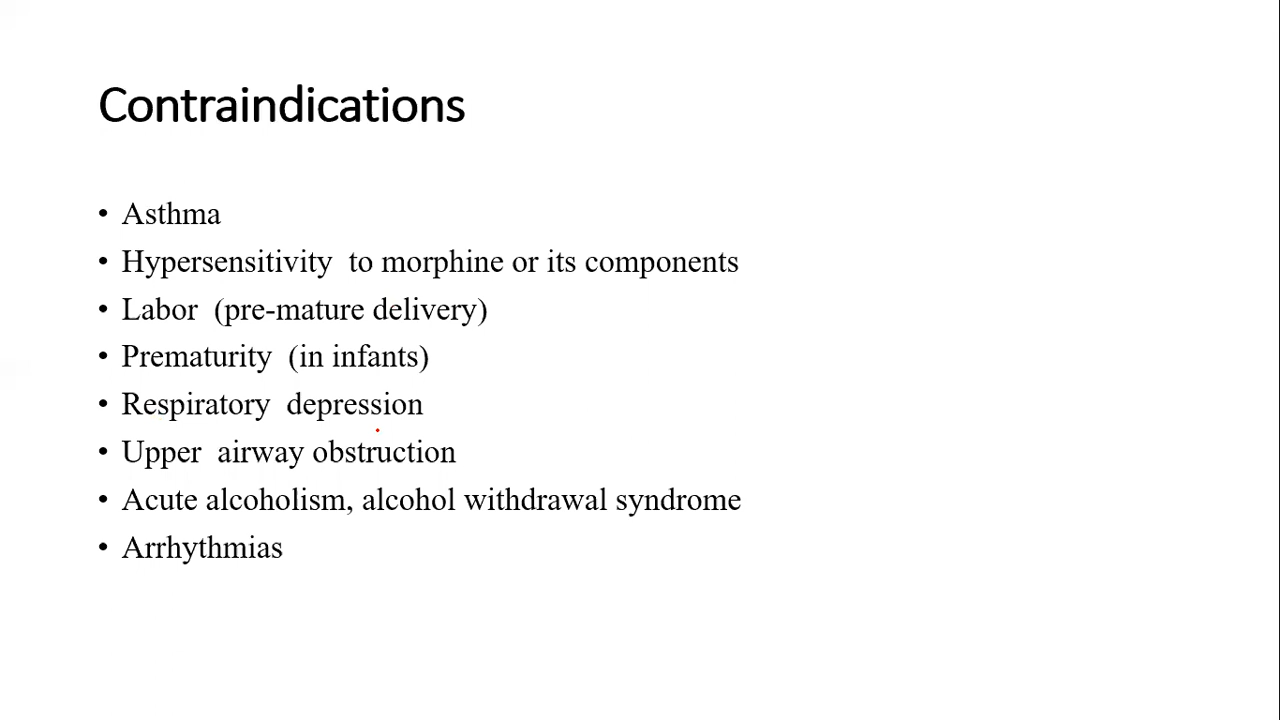 Contraindications
• Asthma
• Hypersensitivity to morphine or its components
• Labor (pre-mature delivery)
• Prematurity (in infants)
• Respiratory depression
• Upper airway obstruction
• Acute alcoholism, alcohol withdrawal syndrome
• Arrhythmias